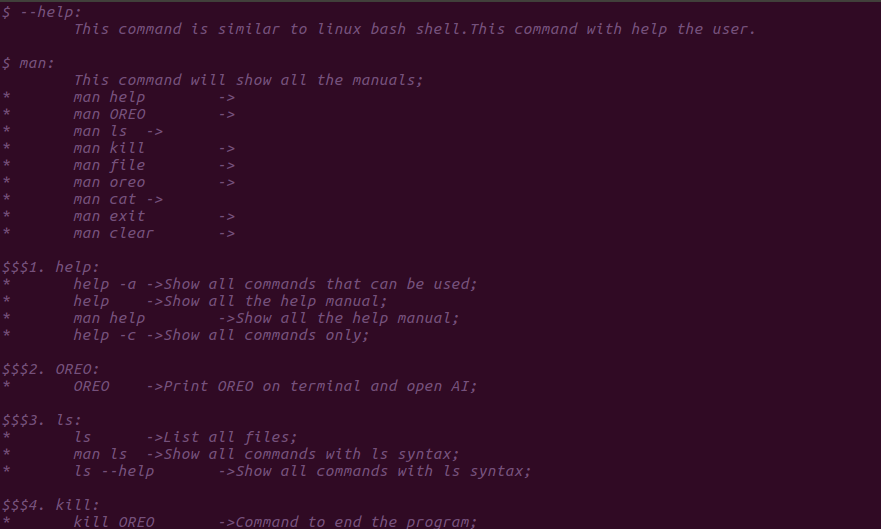 $ --help:
This command is similar to linux bash shell.This command with help the user.
$ man:
This command will show all the manuals;
* man help ->
* man OREO ->
* man ls ->
* man kill ->
* man file ->
* man oreo ->
* man cat ->
* man exit ->
* man clear ->
$$$1. help:
* help -a ->Show all commands that can be used;
* help ->Show all the help manual;
* man help ->Show all the help manual;
* help -c ->Show all commands only;
$$$2. OREO:
* OREO ->Print OREO on terminal and open AI;
$$$3. ls:
* ls ->List all files;
* man ls ->Show all commands with ls syntax;
* ls --help ->Show all commands with ls syntax;
$$$4. kill:
* kill OREO ->Command to end the program;